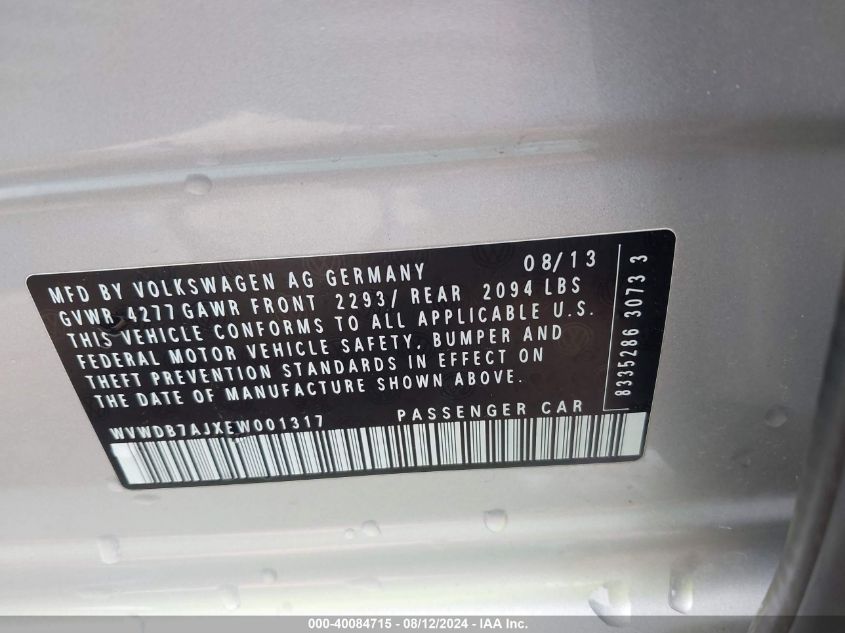 MFD BY VOLKSWAGEN AG GERMANY 08/13
GVWR 4277 GAWR FRONT 2293/ REAR 2094 LBS
THIS VEHICLE CONFORMS TO ALL APPLICABLE U.S.
FEDERAL MOTOR VEHICLE SAFETY, BUMPER AND
THEFT PREVENTION STANDARDS IN EFFECT ON
THE DATE OF MANUFACTURE SHOWN ABOVE.
WVWDB7AJXEW001317 PASSENGER CAR
8335286 3073 3
000-40084715 - 08/12/2024 - IAA Inc.